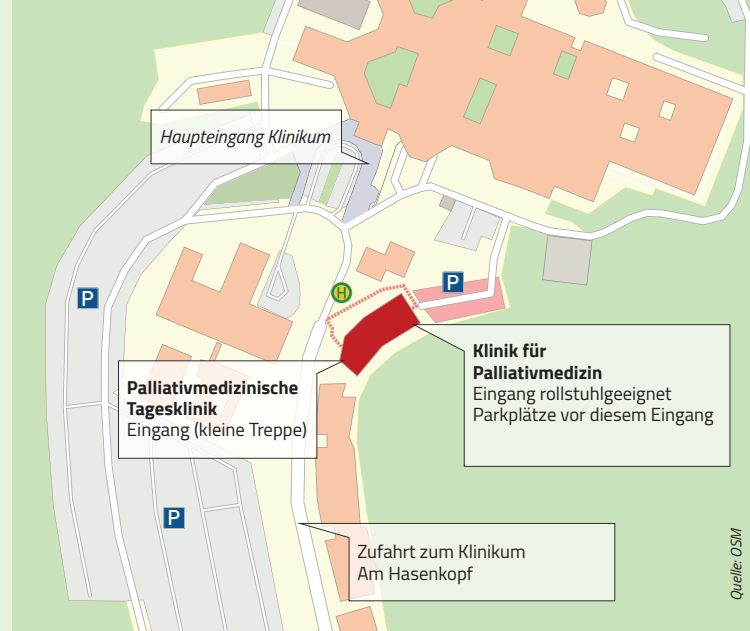 Haupteingang Klinikum
P
H
P
Klinik für
Palliativmedizin
Eingang rollstuhlgeeignet
Parkplätze vor diesem Eingang
Palliativmedizinische
Tagesklinik
Eingang (kleine Treppe)
P
Zufahrt zum Klinikum
Am Hasenkopf
Quelle: OSM